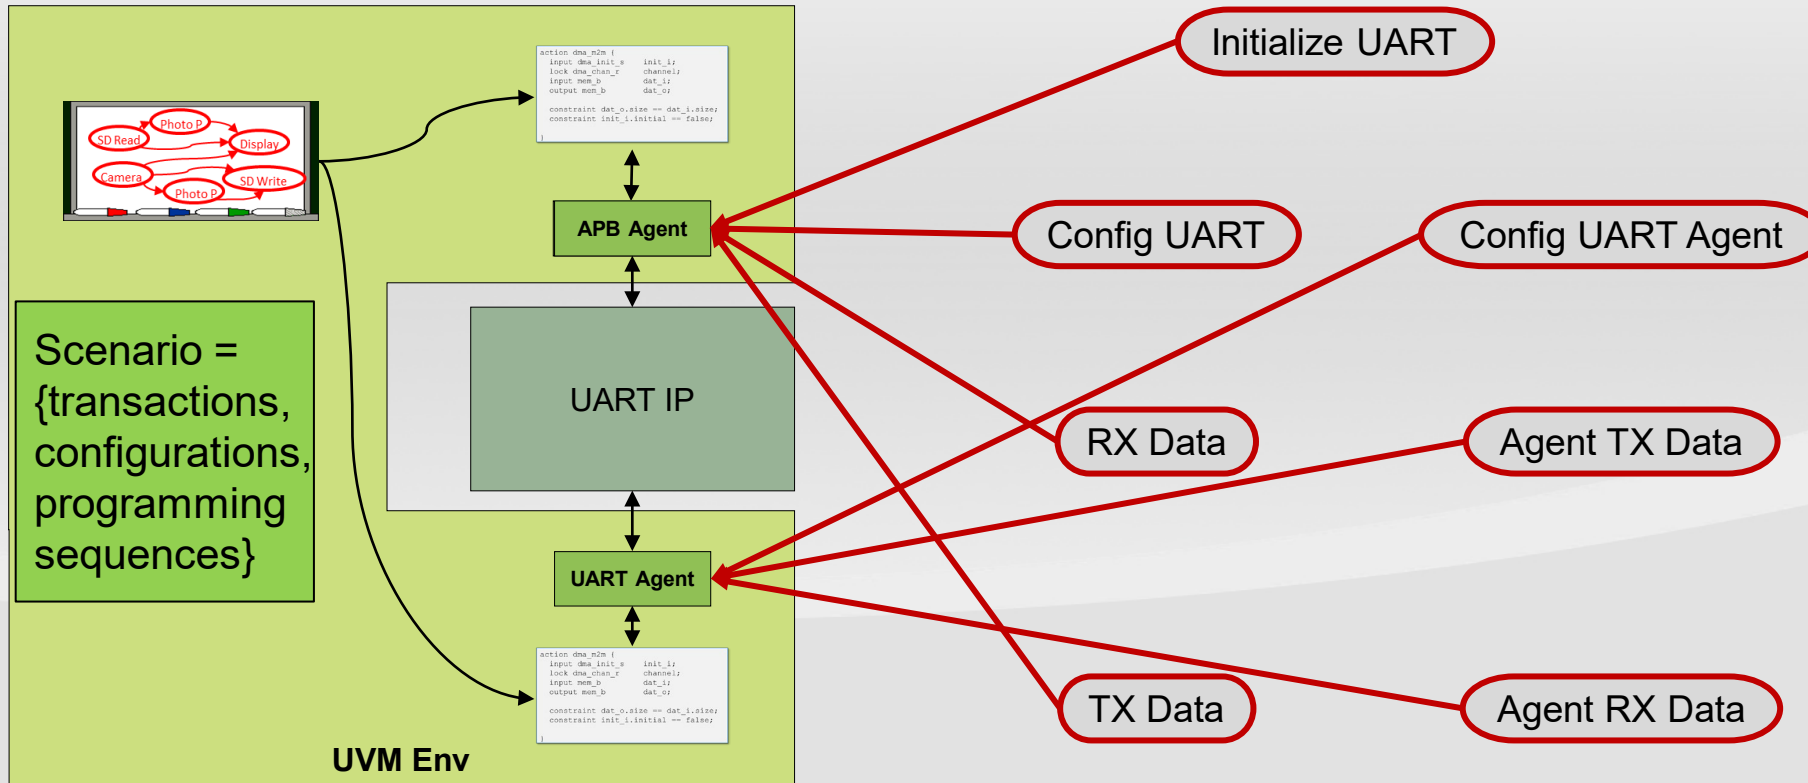 action dma_m2m {
input dma_init_s init_i;
lock dma_chan_r channel;
input mem_b dat_i;
output mem_b dat_o;
constraint dat_o.size == dat_i.size;
constraint init_i.initial == false;
}
Initialize UART
Photo P
SD Read
Display
Camera
SD Write
Photo P
APB Agent
Config UART
Config UART Agent
Scenario =
{transactions,
configurations,
programming
sequences}
UART IP
RX Data
Agent TX Data
UART Agent
action dma_m2m {
input dma_init_s init_i;
lock dma_chan_r channel;
input mem_b dat_i;
output mem_b dat_o;
constraint dat_o.size == dat_i.size;
constraint init_i.initial == false;
}
TX Data
Agent RX Data
UVM Env